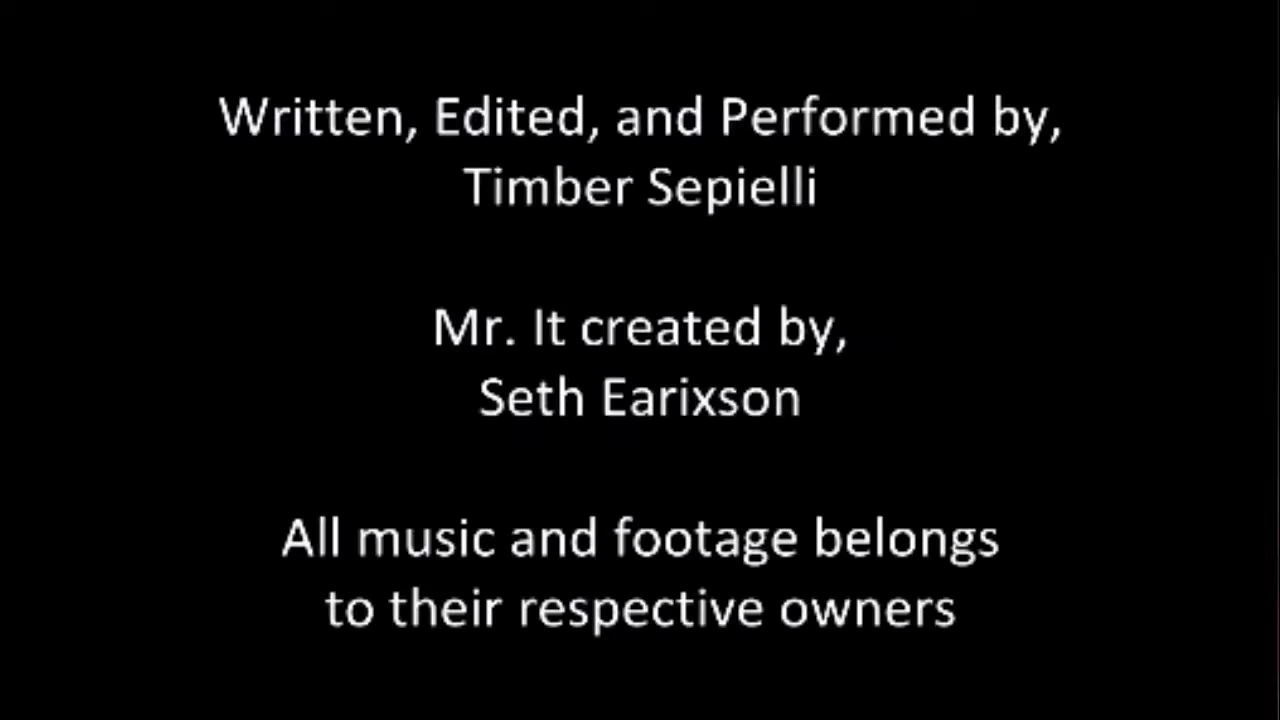 Written, Edited, and Performed by,
Timber Sepielli
Mr. It created by,
Seth Earixson
All music and footage belongs
to their respective owners